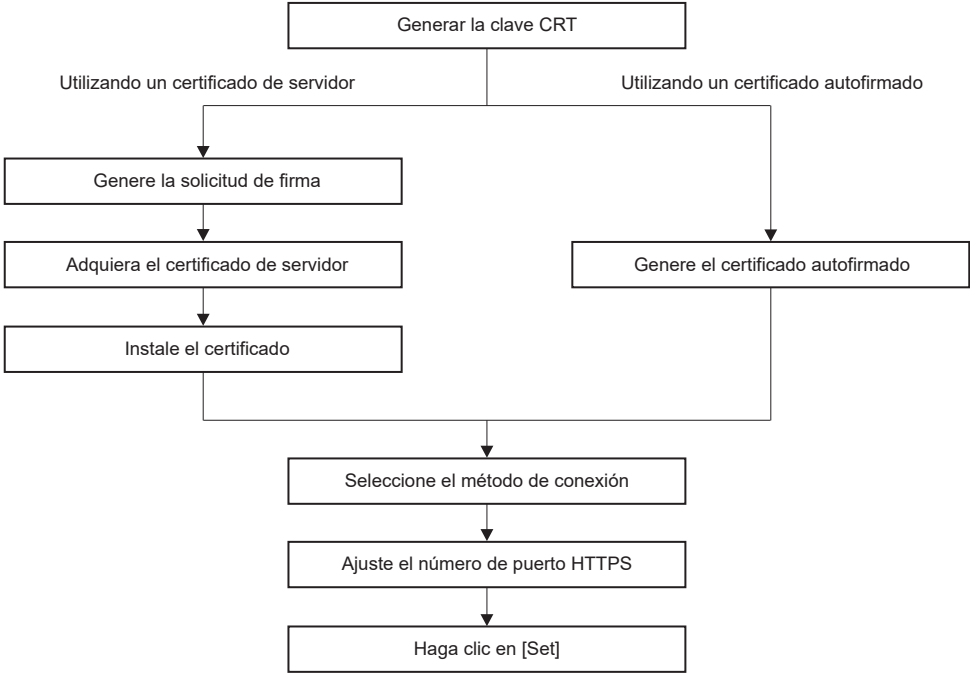 Generar la clave CRT
Utilizando un certificado de servidor
Utilizando un certificado autofirmado
Genere la solicitud de firma
Adquiera el certificado de servidor
Genere el certificado autofirmado
Instale el certificado
Seleccione el método de conexión
Ajuste el número de puerto HTTPS
Haga clic en [Set]